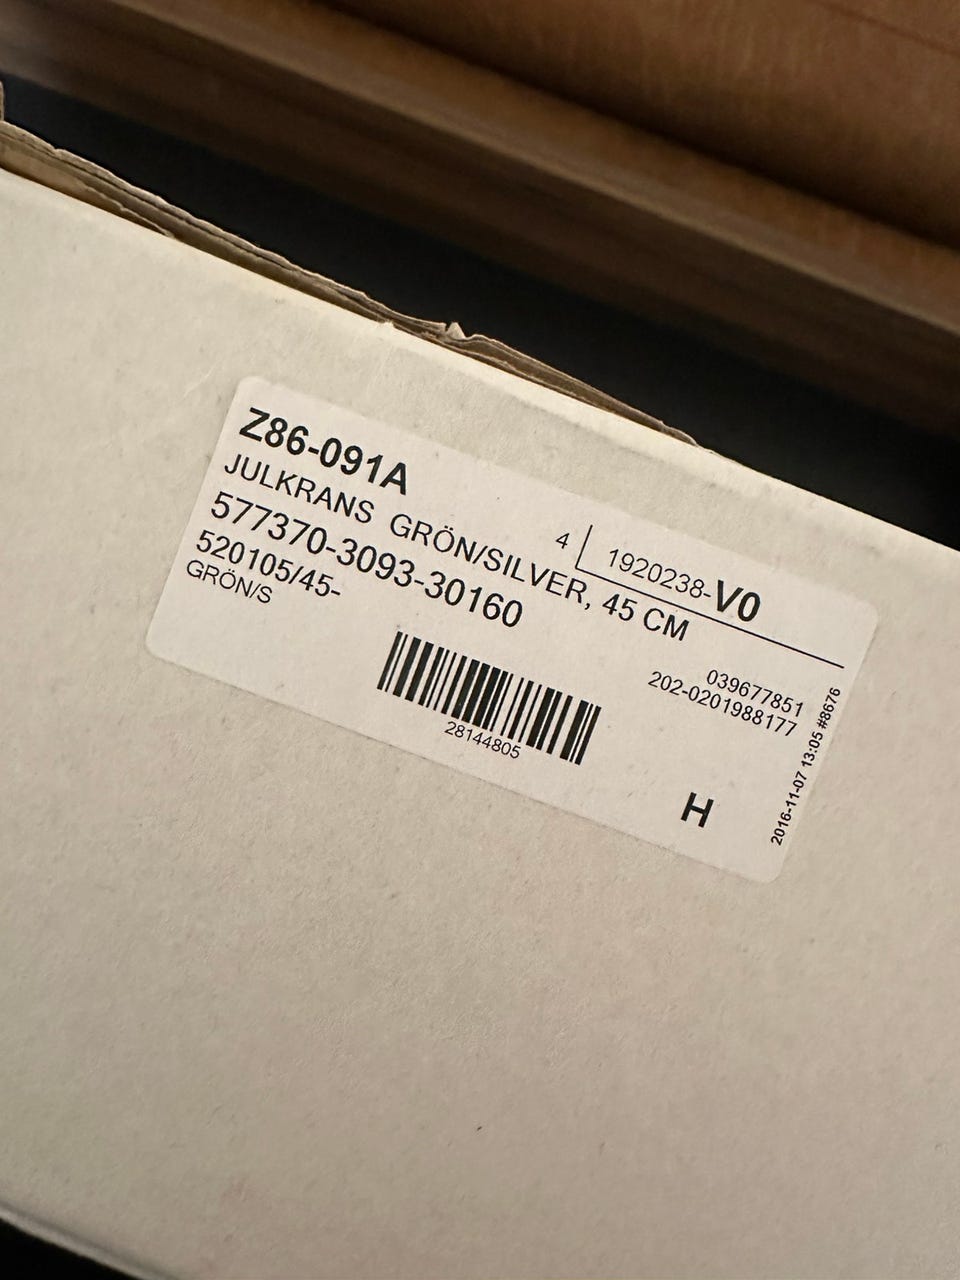 Z86-091A
4 1920238-V0
JULKRANS GRÖN/SILVER, 45 CM
577370-3093-30160
520105/45-
GRÖN/S
039677851
202-0201988177
28144805
H
2016-11-07 13:05 #8676